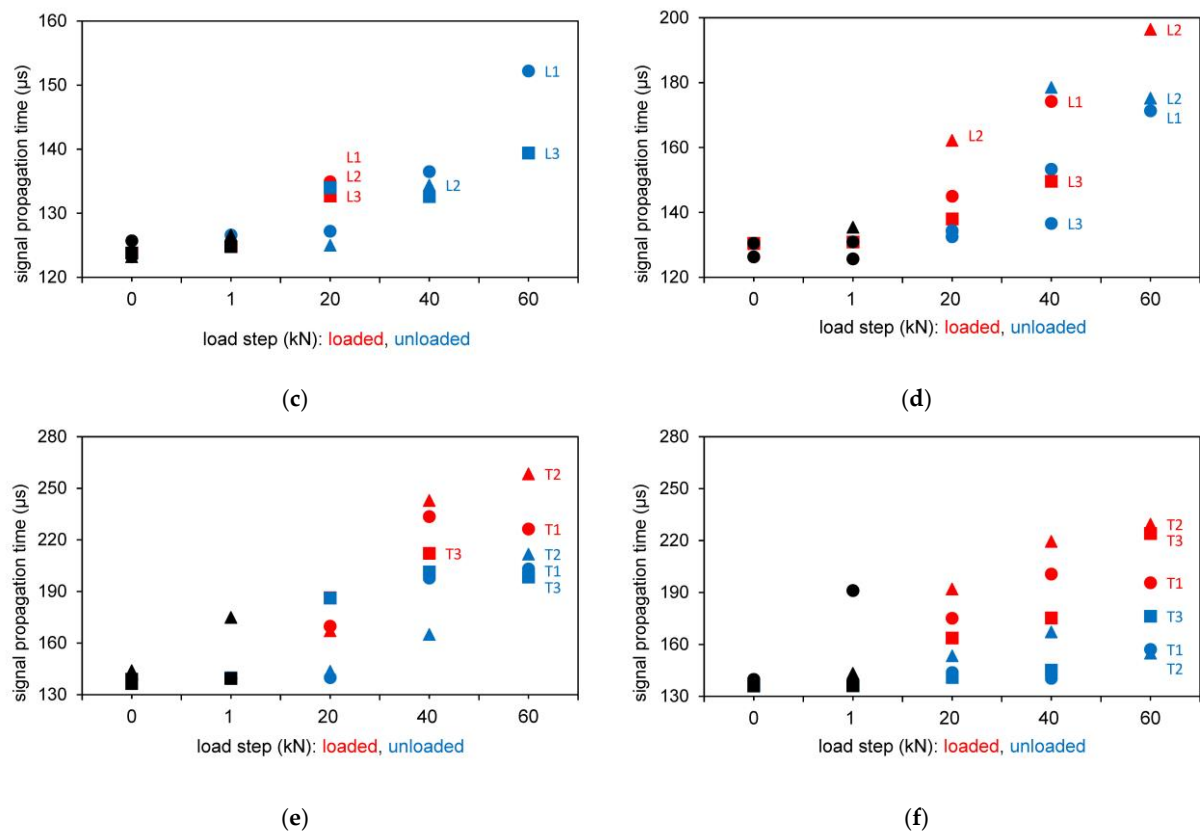 160
150
140
130
120
signal propagation time (µs)
L1
L3
L1
L2
L3
L2
0 1 20 40 60
load step (kN): loaded, unloaded
(c)
200
180
160
140
120
signal propagation time (µs)
L2
L2
L1
L1
L2
L3
L3
0 1 20 40 60
load step (kN): loaded, unloaded
(d)
280
250
220
190
160
130
signal propagation time (µs)
T2
T1
T2
T1
T3
T3
0 1 20 40 60
load step (kN): loaded, unloaded
(e)
280
250
220
190
160
130
signal propagation time (µs)
T2
T3
T1
T3
T1
T2
0 1 20 40 60
load step (kN): loaded, unloaded
(f)